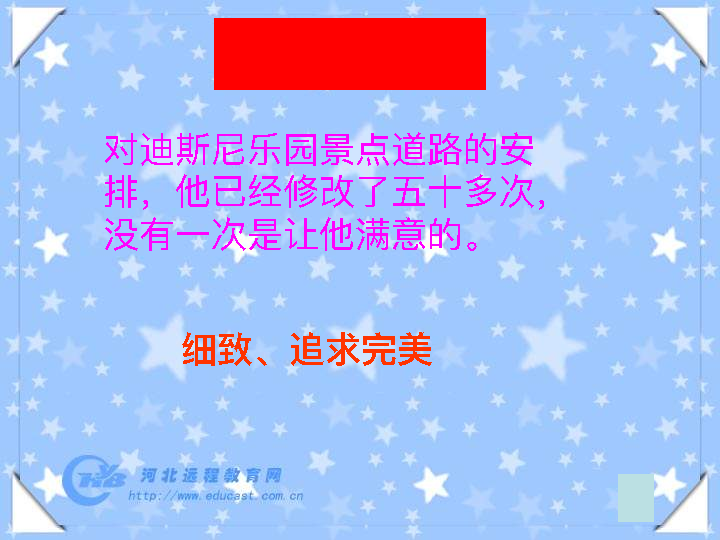 对迪斯尼乐园景点道路的安
排，他已经修改了五十多次，
没有一次是让他满意的。
细致、追求完美
河北远程教育网
http://www.educast.com.cn